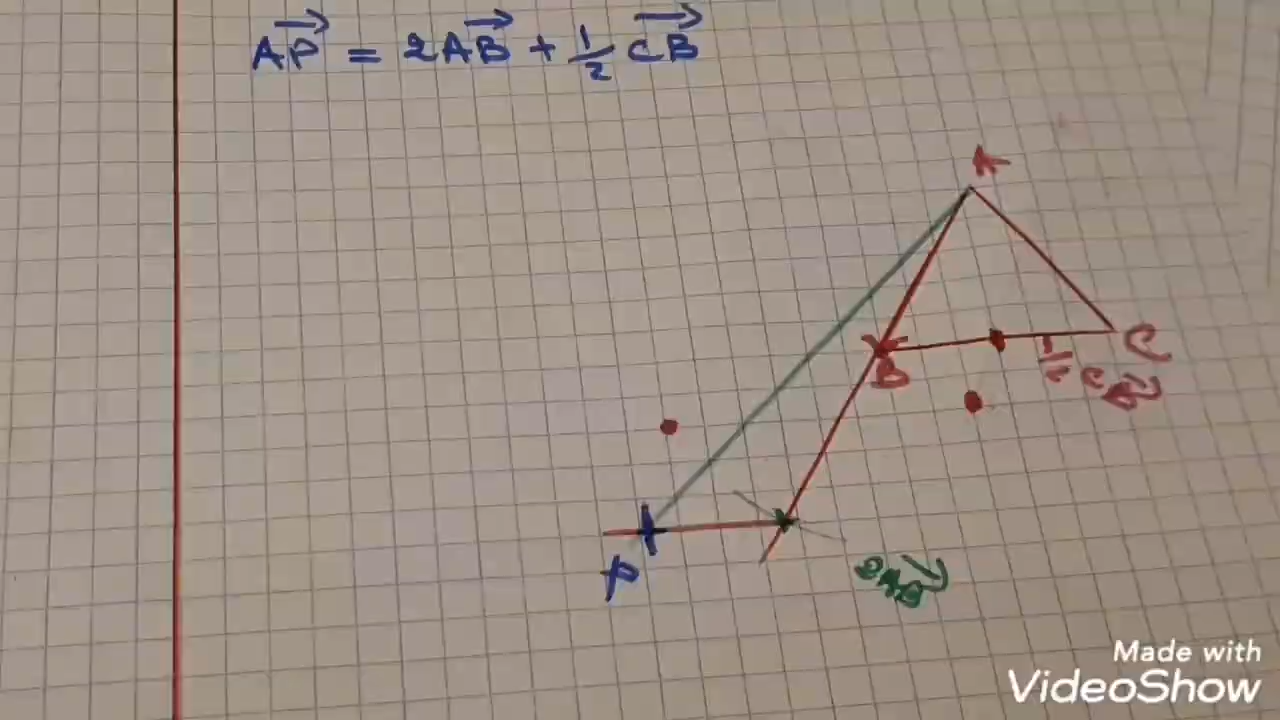 AP = 2AB + 1/2 CB
A
B
C
1/2 CB
P
2AB
Made with
VideoShow